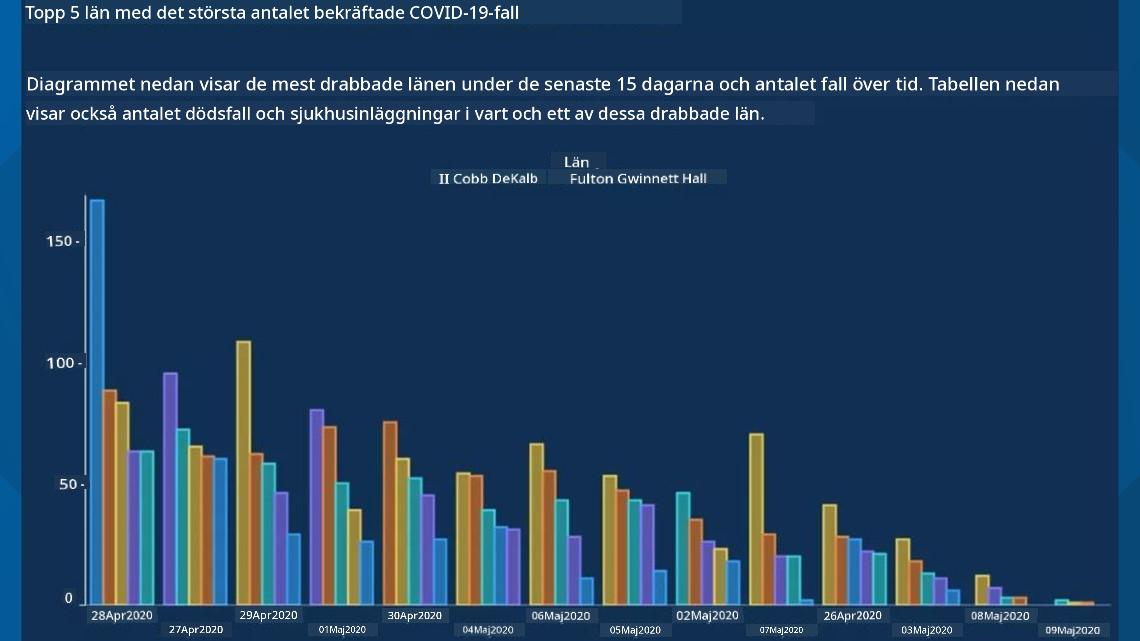 Topp 5 län med det största antalet bekräftade COVID-19-fall
Diagrammet nedan visar de mest drabbade länen under de senaste 15 dagarna och antalet fall över tid. Tabellen nedan
visar också antalet dödsfall och sjukhusinläggningar i vart och ett av dessa drabbade län.
Län
II Cobb DeKalb Fulton Gwinnett Hall
150 -
100 -
50 -
0
28Apr2020 29Apr2020 30Apr2020 06Maj2020 02Maj2020 26Apr2020 08Maj2020
27Apr2020 01Maj2020 04Maj2020 05Maj2020 07Maj2020 03Maj2020 09Maj2020